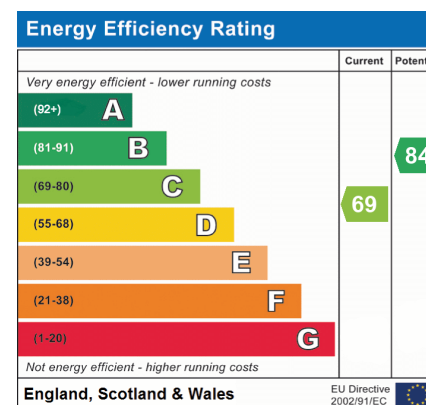 Energy Efficiency Rating
Current Potent
Very energy efficient - lower running costs
(92+) A
(81-91) B
84
(69-80) C
69
(55-68) D
(39-54) E
(21-38) F
(1-20) G
Not energy efficient - higher running costs
England, Scotland & Wales
EU Directive
2002/91/EC